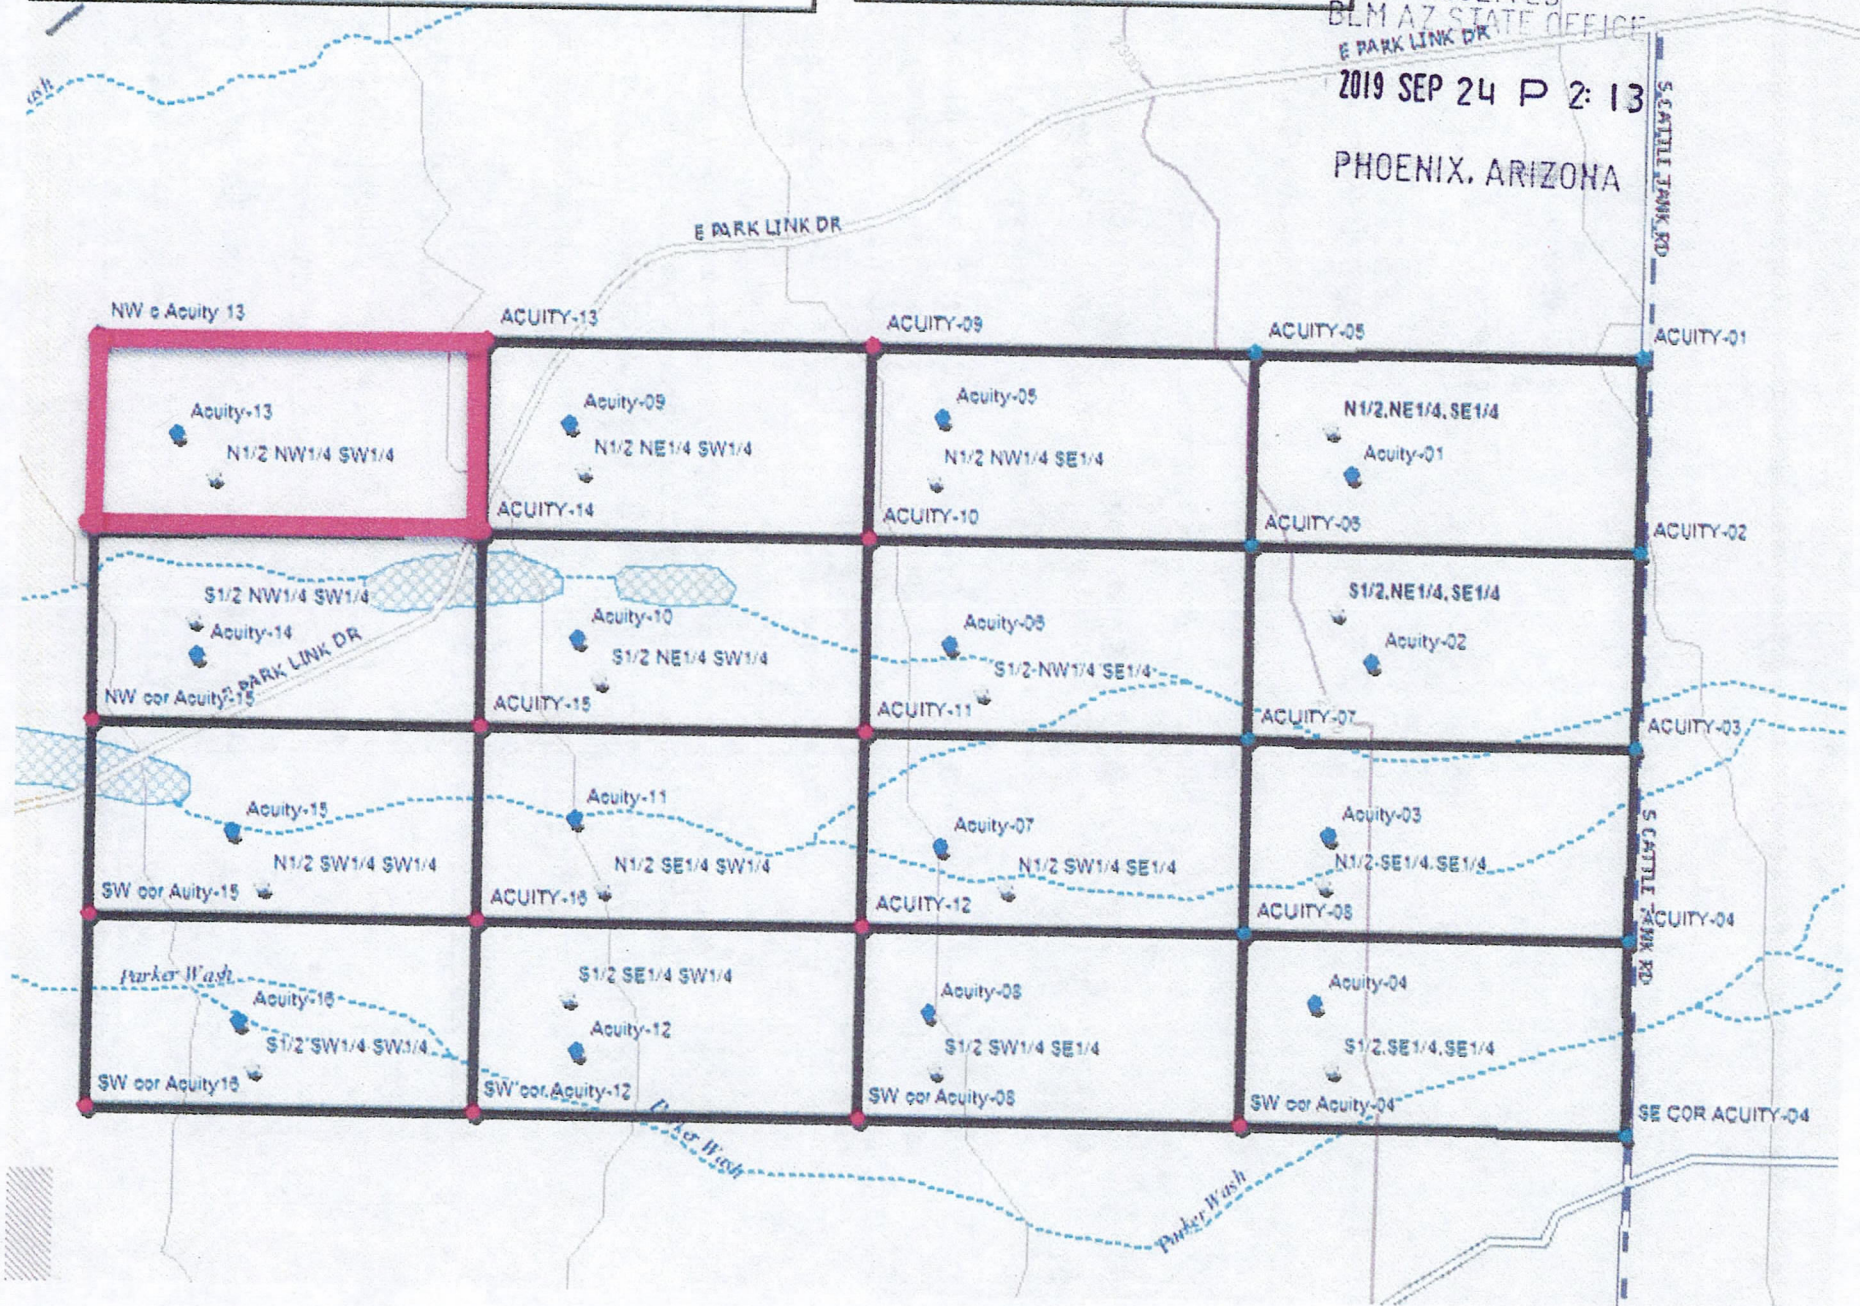 BLM AZ STATE OFFICE
E PARK LINK DR
2019 SEP 24 P 2: 13
PHOENIX, ARIZONA
S CATTLE TANK RD
E PARK LINK DR
NW c Acuity 13
ACUITY-13
ACUITY-09
ACUITY-05
ACUITY-01
Acuity-13
N1/2 NW1/4 SW1/4
Acuity-09
N1/2 NE1/4 SW1/4
Acuity-05
N1/2 NW1/4 SE1/4
N1/2,NE1/4,SE1/4
Acuity-01
ACUITY-14
ACUITY-10
ACUITY-06
ACUITY-02
S1/2 NW1/4 SW1/4
Acuity-14
E PARK LINK DR
NW cor Acuity-15
Acuity-10
S1/2 NE1/4 SW1/4
Acuity-06
S1/2 NW1/4 SE1/4
S1/2,NE1/4,SE1/4
Acuity-02
ACUITY-15
ACUITY-11
ACUITY-07
ACUITY-03
Acuity-15
N1/2 SW1/4 SW1/4
Acuity-11
N1/2 SE1/4 SW1/4
Acuity-07
N1/2 SW1/4 SE1/4
Acuity-03
N1/2 SE1/4,SE1/4
S CATTLE TANK RD
SW cor Auity-15
ACUITY-16
ACUITY-12
ACUITY-08
ACUITY-04
Parker Wash
Acuity-16
S1/2 SW1/4 SW1/4
SW cor Acuity16
S1/2 SE1/4 SW1/4
Acuity-12
SW cor Acuity-12
Acuity-08
S1/2 SW1/4 SE1/4
SW cor Acuity-08
Acuity-04
S1/2,SE1/4,SE1/4
SW cor Acuity-04
SE COR ACUITY-04
Parker Wash
Parker Wash